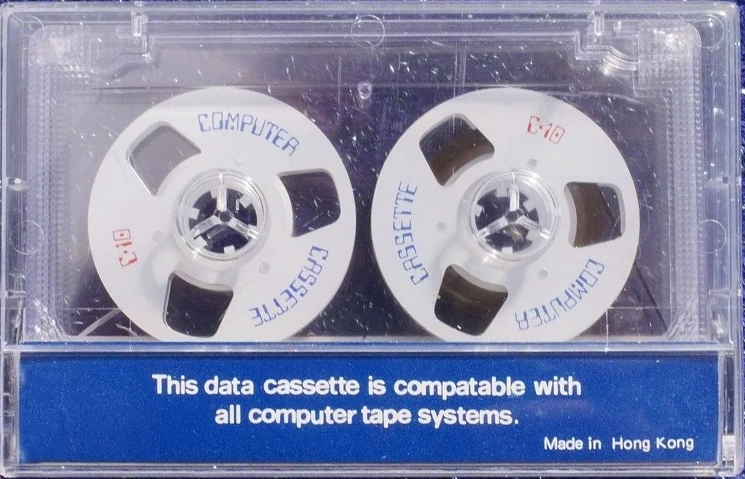 COMPUTER
CASSETTE
C·10
C·10
COMPUTER
CASSETTE
This data cassette is compatable with
all computer tape systems.
Made in Hong Kong